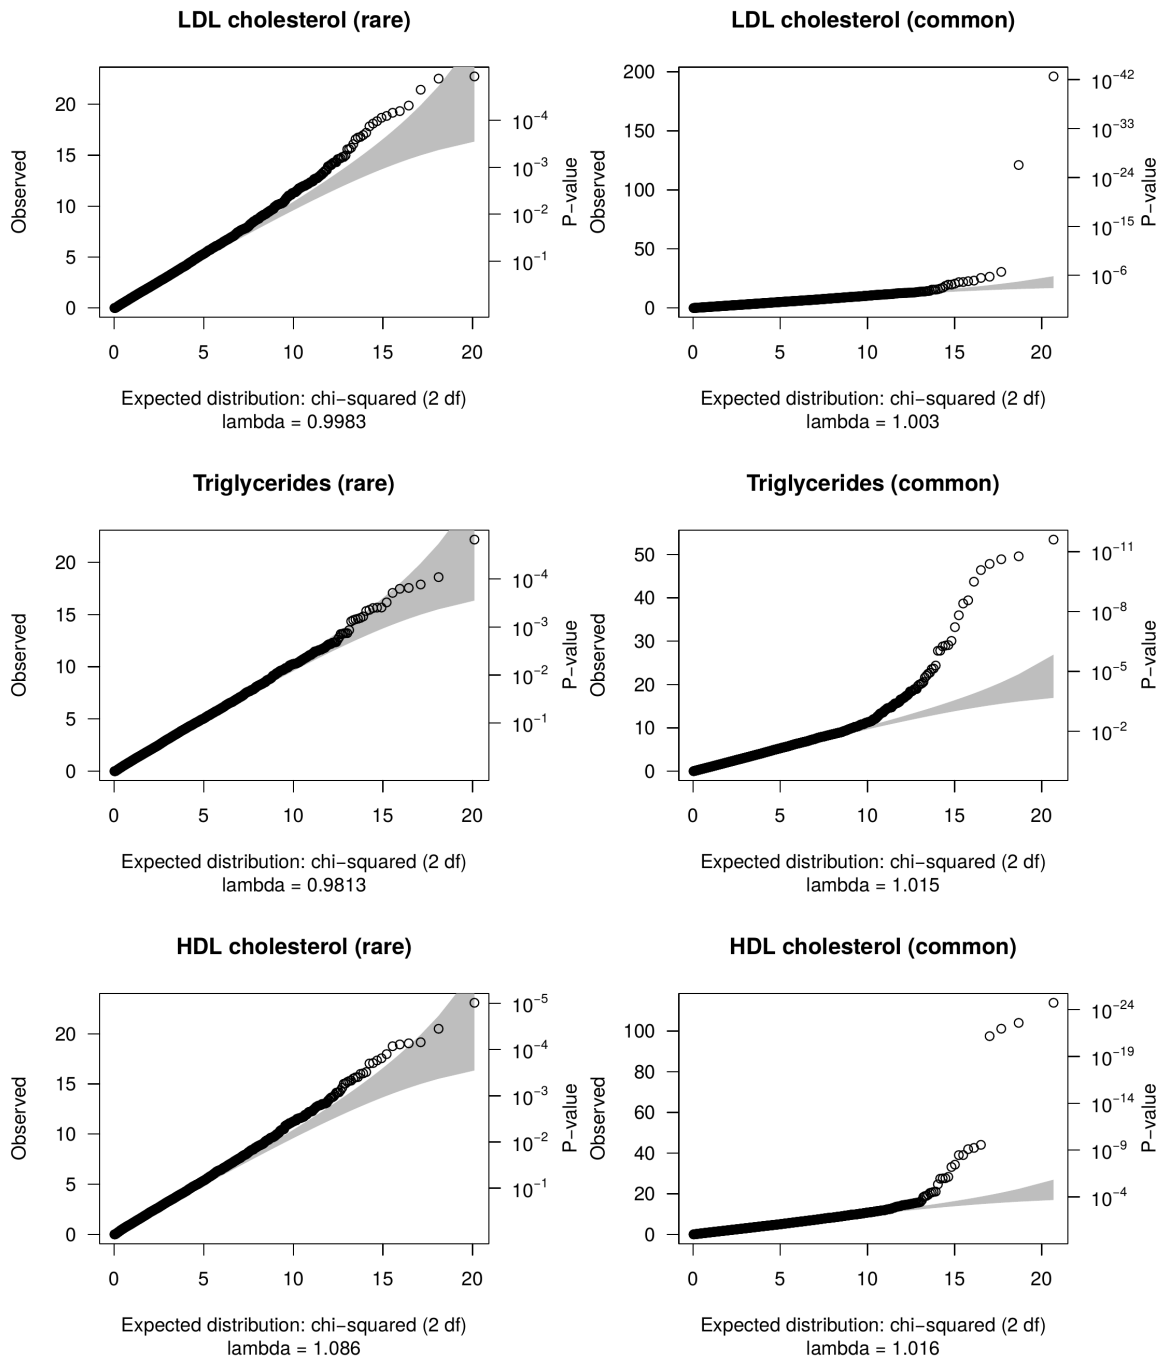 LDL cholesterol (rare)
Observed
20
15
10
5
0
0 5 10 15 20
10−4
10−3
10−2
10−1
P−value
Expected distribution: chi−squared (2 df)
lambda = 0.9983
LDL cholesterol (common)
Observed
200
150
100
50
0
0 5 10 15 20
10−42
10−33
10−24
10−15
10−6
P−value
Expected distribution: chi−squared (2 df)
lambda = 1.003
Triglycerides (rare)
Observed
20
15
10
5
0
0 5 10 15 20
10−4
10−3
10−2
10−1
P−value
Expected distribution: chi−squared (2 df)
lambda = 0.9813
Triglycerides (common)
Observed
50
40
30
20
10
0
0 5 10 15 20
10−11
10−8
10−5
10−2
P−value
Expected distribution: chi−squared (2 df)
lambda = 1.015
HDL cholesterol (rare)
Observed
20
15
10
5
0
0 5 10 15 20
10−5
10−4
10−3
10−2
10−1
P−value
Expected distribution: chi−squared (2 df)
lambda = 1.086
HDL cholesterol (common)
Observed
100
80
60
40
20
0
0 5 10 15 20
10−24
10−19
10−14
10−9
10−4
P−value
Expected distribution: chi−squared (2 df)
lambda = 1.016